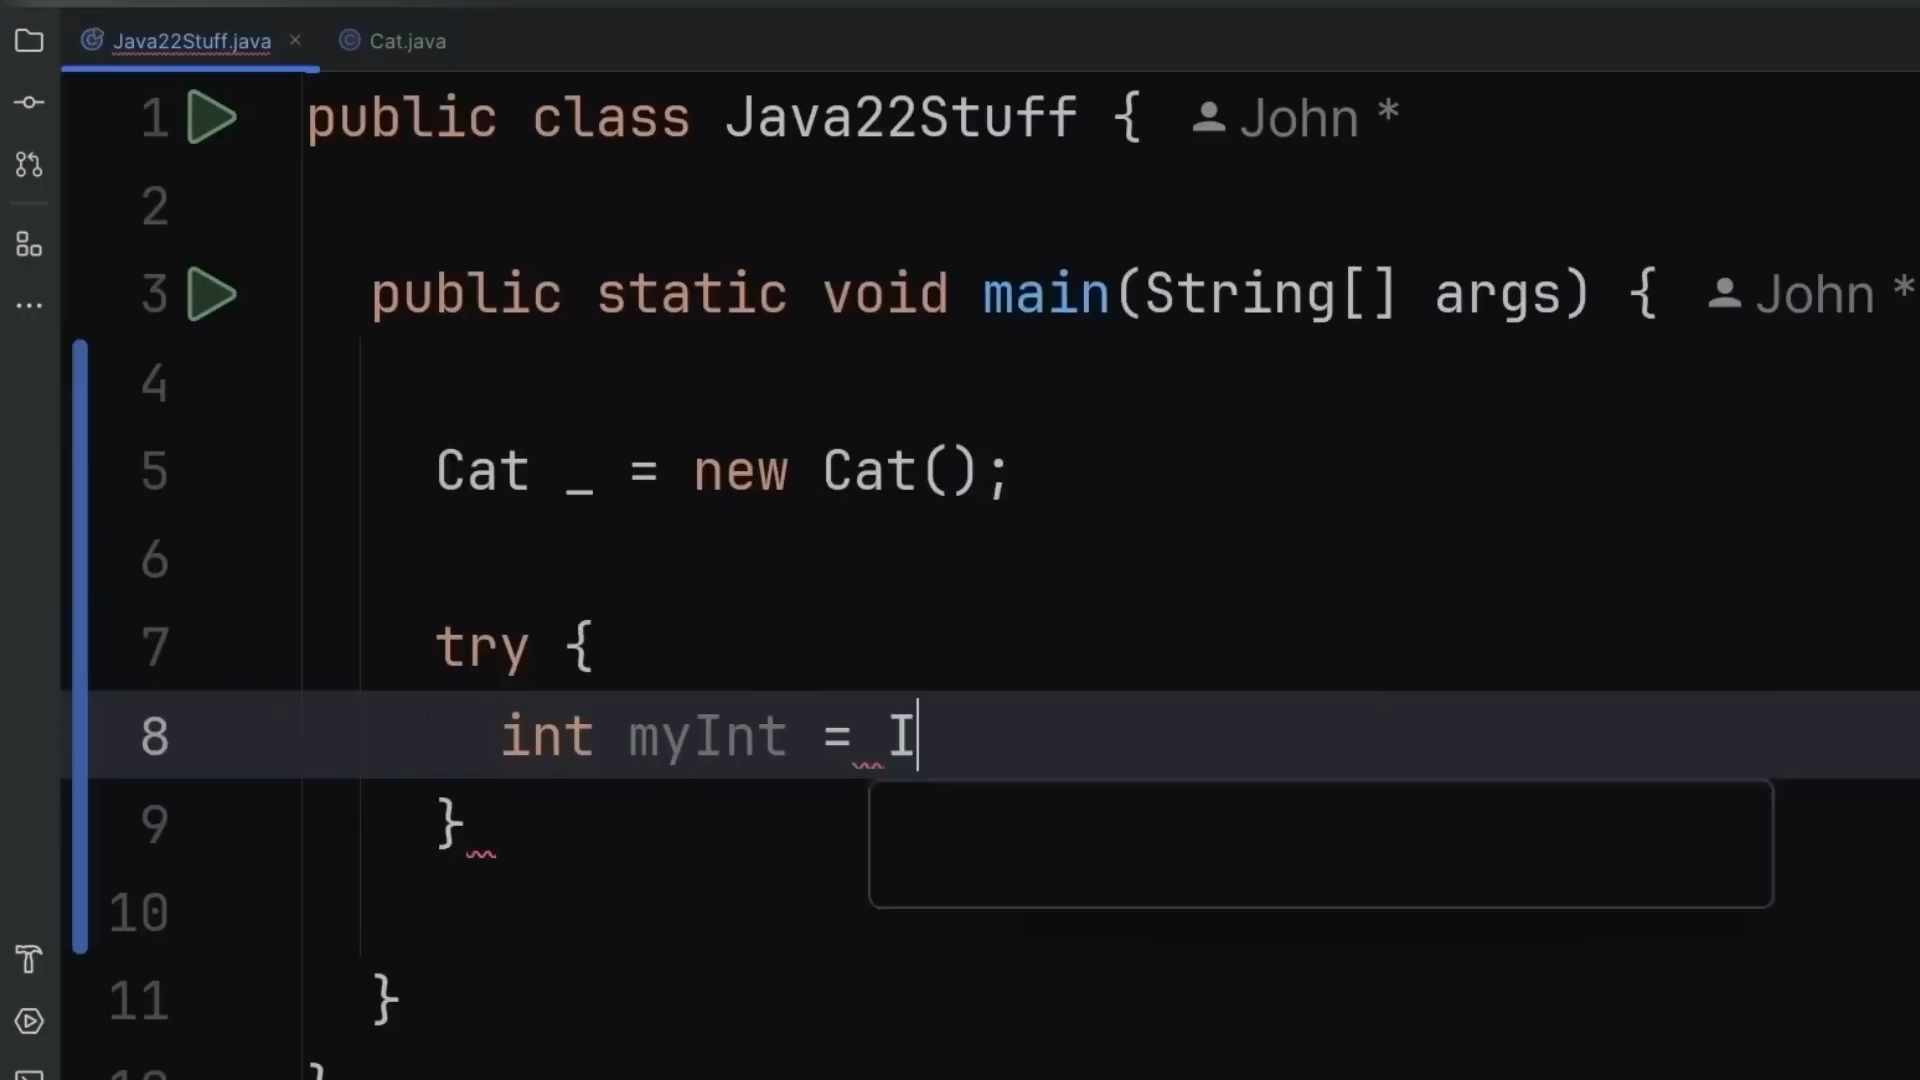 Java22Stuff.java × Cat.java
1 public class Java22Stuff { John *
2
3 public static void main(String[] args) { John *
4
5 Cat _ = new Cat();
6
7 try {
8 int myInt = I
9 }
10
11 }